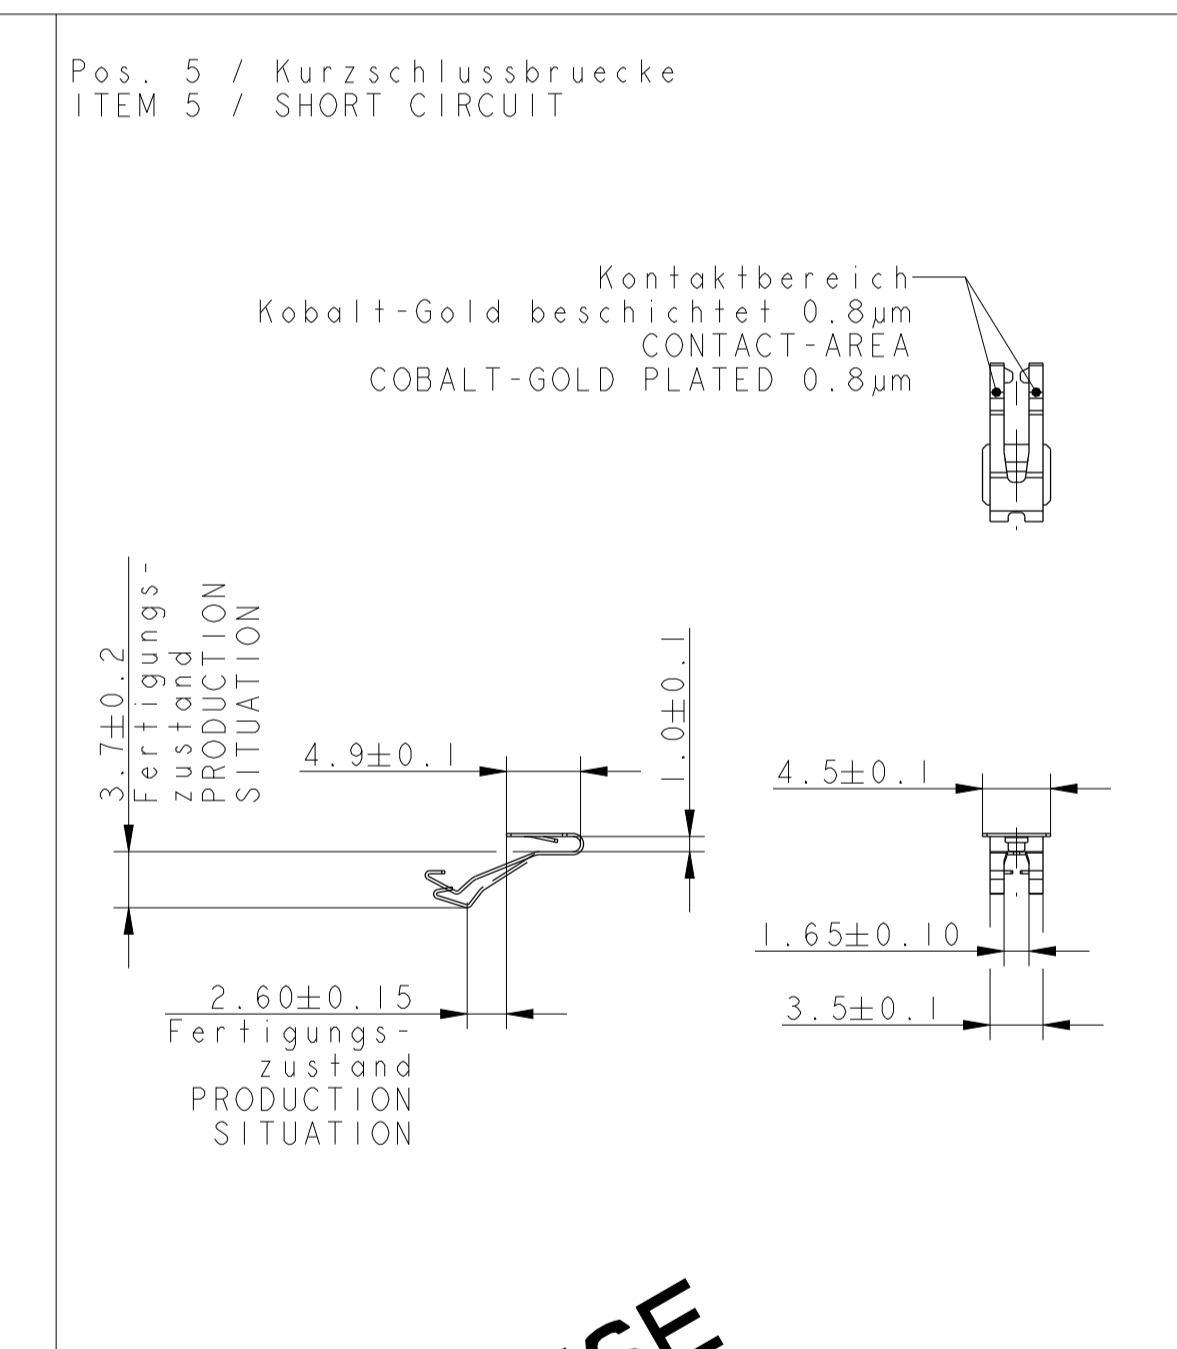 Pos. 5 / Kurzschlussbruecke
ITEM 5 / SHORT CIRCUIT
Kontaktbereich
Kobalt-Gold beschichtet 0.8µm
CONTACT-AREA
COBALT-GOLD PLATED 0.8µm
3.7±0.2
Fertigungs-
zustand
PRODUCTION
SITUATION
4.9±0.1
1.0±0.1
4.5±0.1
1.65±0.10
3.5±0.1
2.60±0.15
Fertigungs-
zustand
PRODUCTION
SITUATION